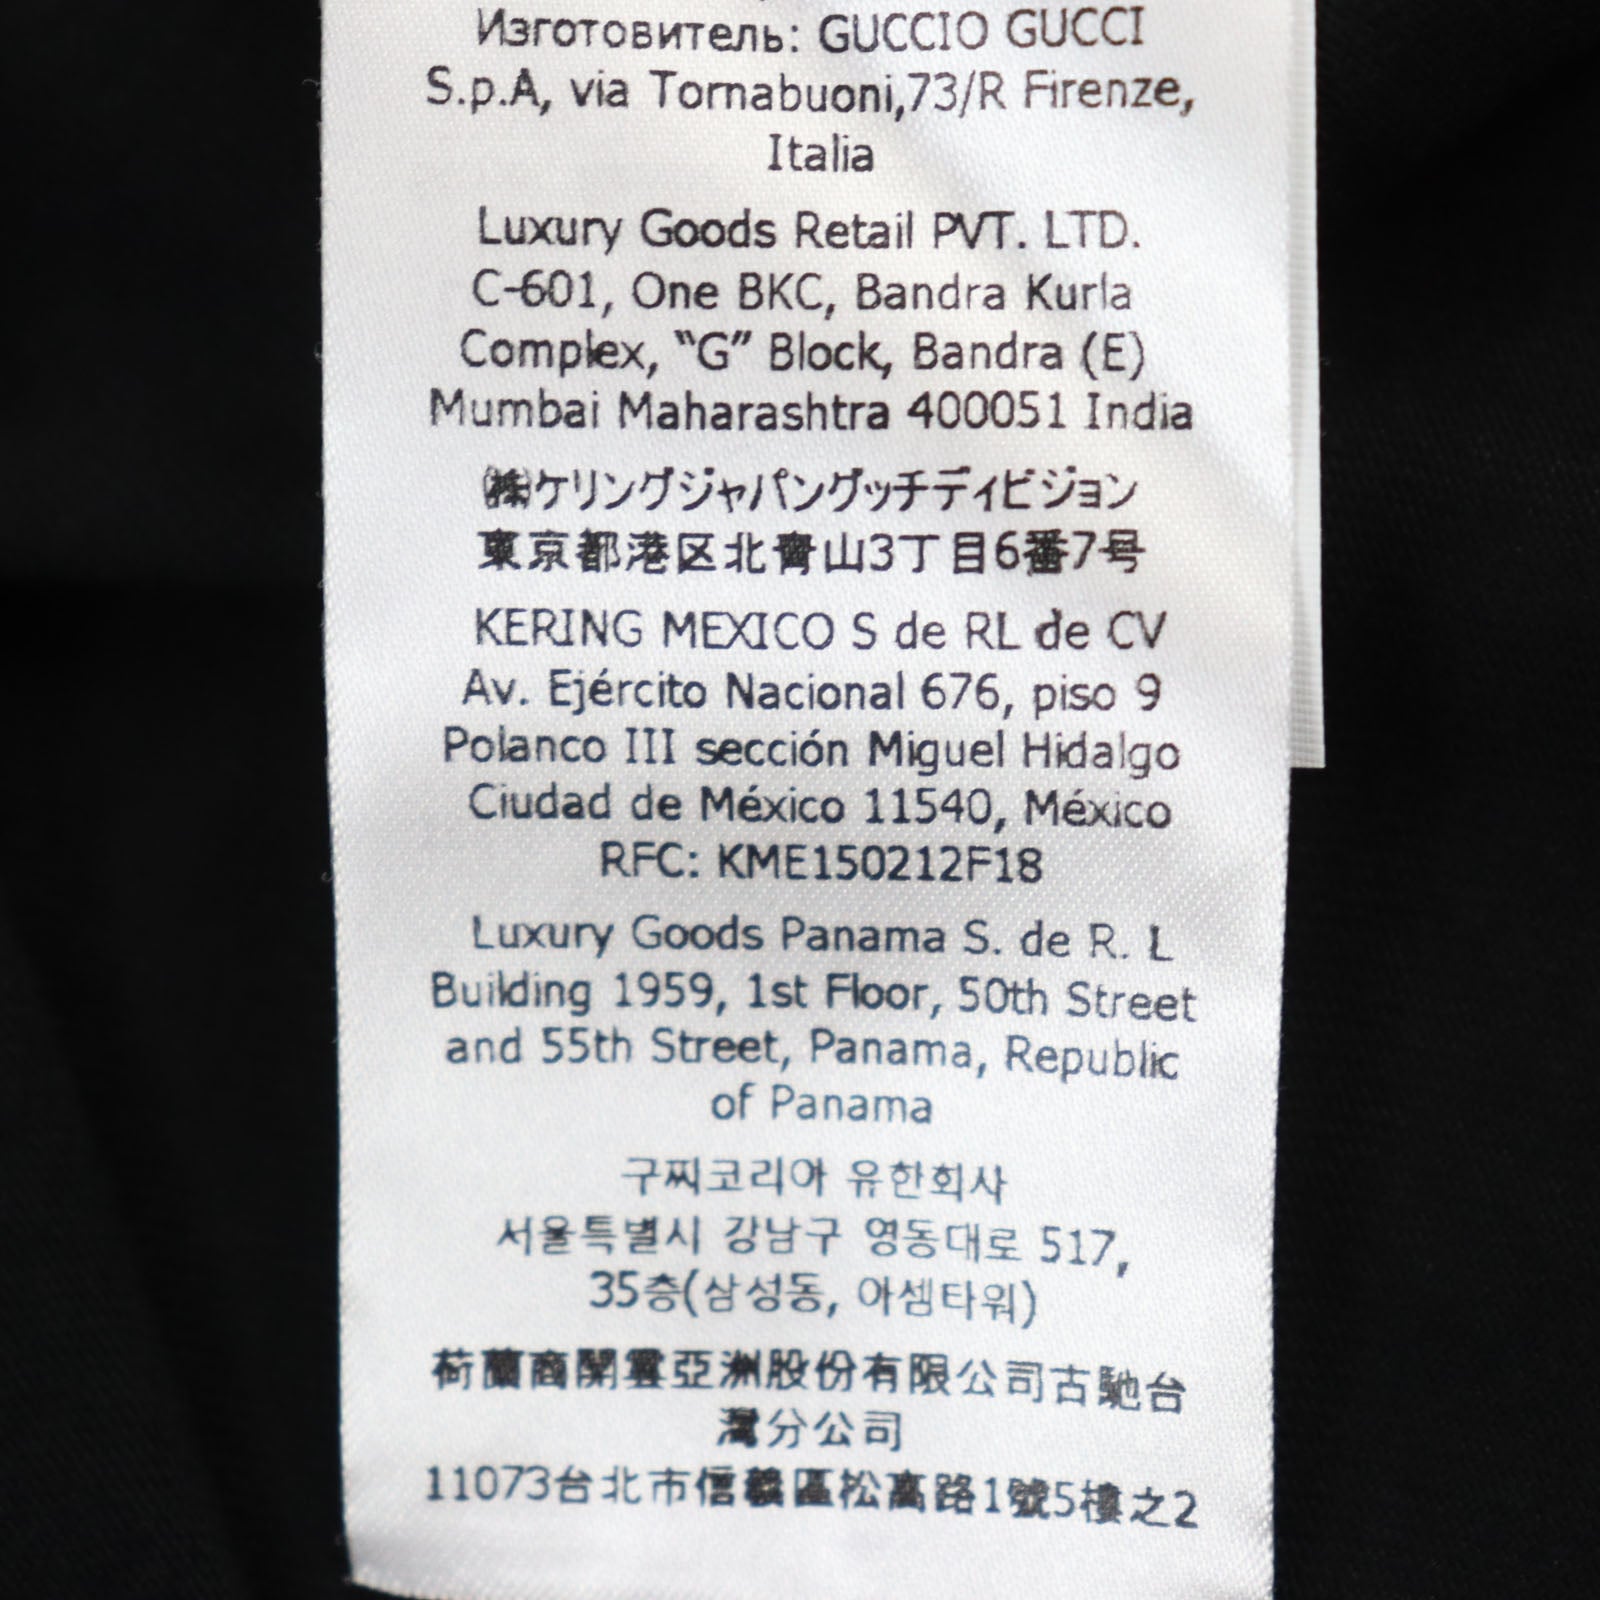 Изготовитель: GUCCIO GUCCI
S.p.A, via Tornabuoni,73/R Firenze,
Italia
Luxury Goods Retail PVT. LTD.
C-601, One BKC, Bandra Kurla
Complex, “G” Block, Bandra (E)
Mumbai Maharashtra 400051 India
㈱ケリングジャパングッチディビジョン
東京都港区北青山3丁目6番7号
KERING MEXICO S de RL de CV
Av. Ejército Nacional 676, piso 9
Polanco III sección Miguel Hidalgo
Ciudad de México 11540, México
RFC: KME150212F18
Luxury Goods Panama S. de R. L
Building 1959, 1st Floor, 50th Street
and 55th Street, Panama, Republic
of Panama
구찌코리아 유한회사
서울특별시 강남구 영동대로 517,
35층(삼성동, 아셈타워)
荷蘭商開雲亞洲股份有限公司古馳台
灣分公司
11073台北市信義區松高路1號5樓之2